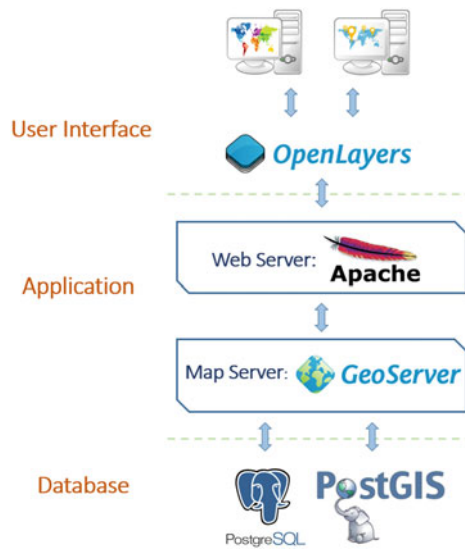 User Interface
OpenLayers
Web Server:
Apache
Application
Map Server:
GeoServer
Database
PostgreSQL
PostGIS